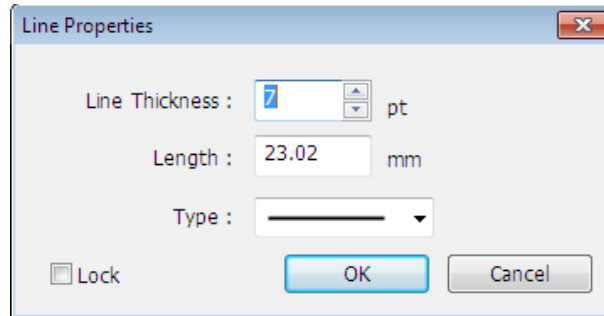 Line Properties
Line Thickness : 7 pt
Length : 23.02 mm
Type :
Lock OK Cancel